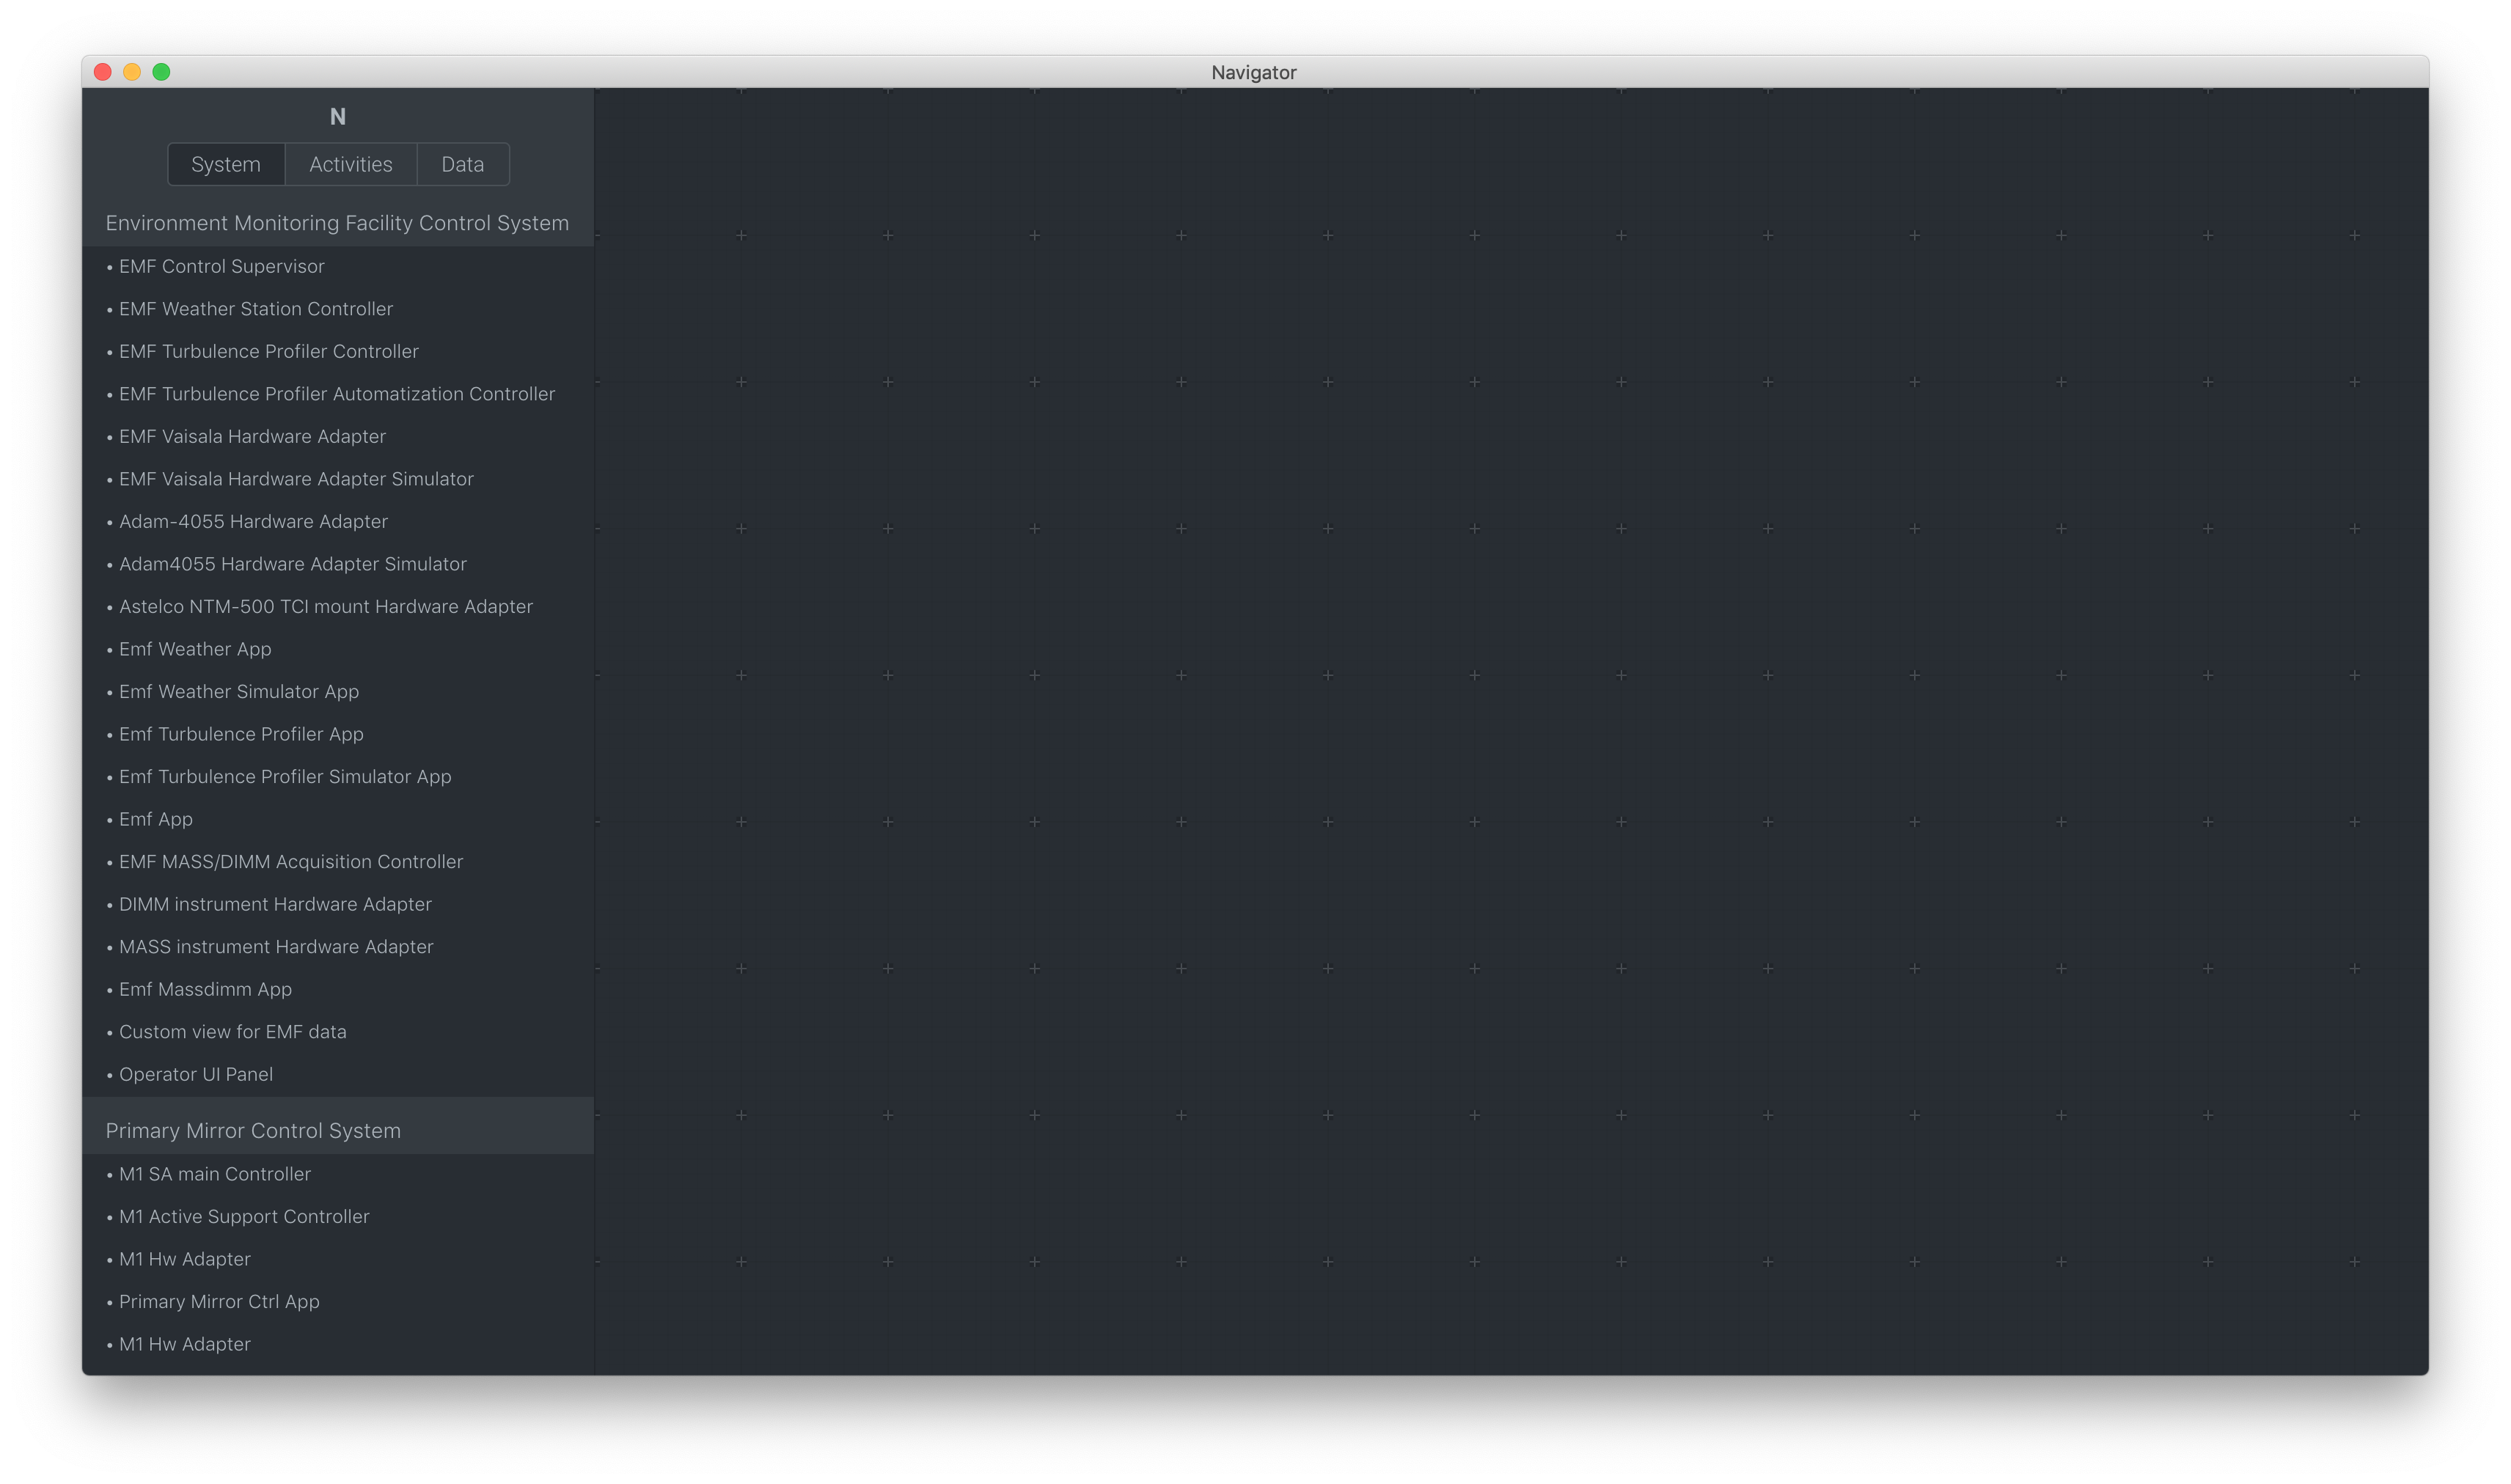 Navigator
N
System Activities Data
Environment Monitoring Facility Control System
• EMF Control Supervisor
• EMF Weather Station Controller
• EMF Turbulence Profiler Controller
• EMF Turbulence Profiler Automatization Controller
• EMF Vaisala Hardware Adapter
• EMF Vaisala Hardware Adapter Simulator
• Adam-4055 Hardware Adapter
• Adam4055 Hardware Adapter Simulator
• Astelco NTM-500 TCI mount Hardware Adapter
• Emf Weather App
• Emf Weather Simulator App
• Emf Turbulence Profiler App
• Emf Turbulence Profiler Simulator App
• Emf App
• EMF MASS/DIMM Acquisition Controller
• DIMM instrument Hardware Adapter
• MASS instrument Hardware Adapter
• Emf Massdimm App
• Custom view for EMF data
• Operator UI Panel
Primary Mirror Control System
• M1 SA main Controller
• M1 Active Support Controller
• M1 Hw Adapter
• Primary Mirror Ctrl App
• M1 Hw Adapter